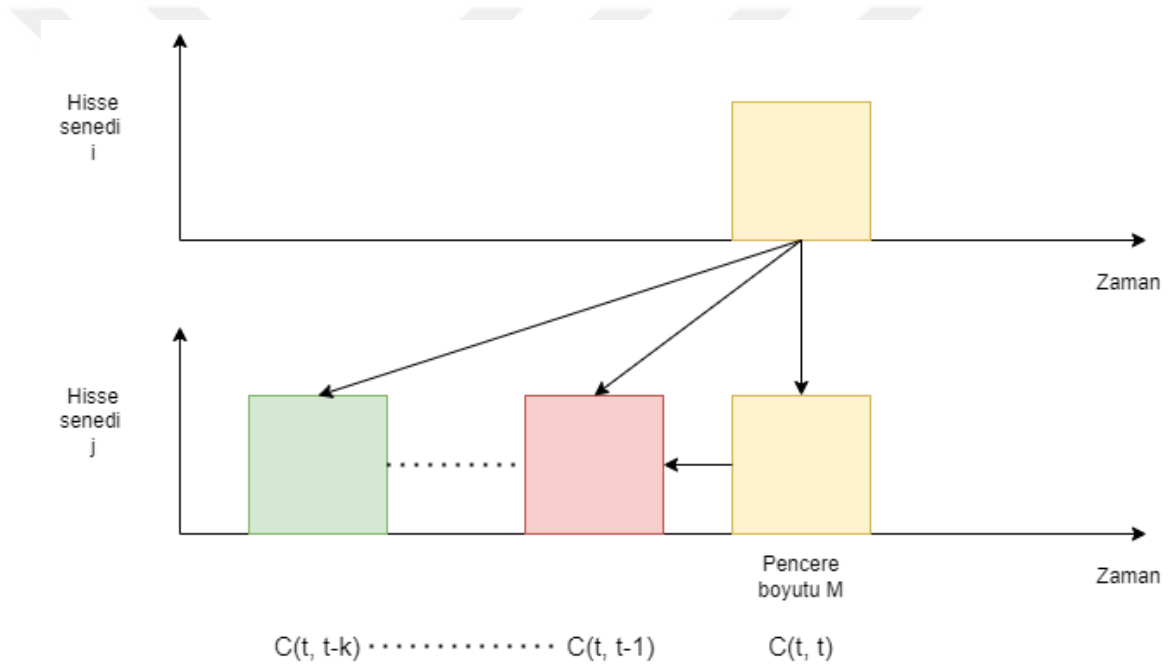 Hisse
senedi
i
Zaman
Hisse
senedi
j
Pencere
boyutu M
Zaman
C(t, t-k) ·················· C(t, t-1) C(t, t)